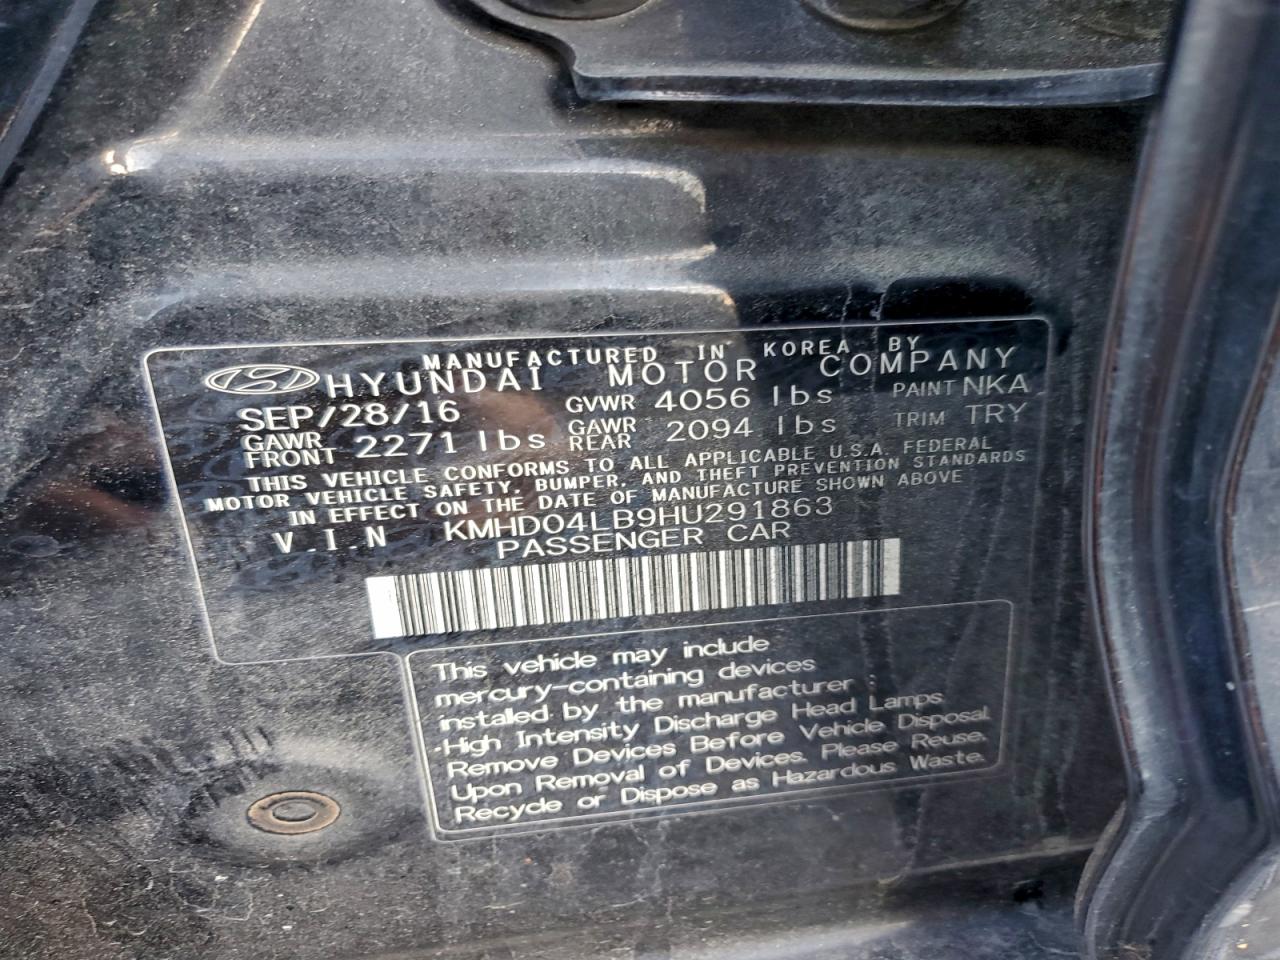 MANUFACTURED IN KOREA BY
HYUNDAI MOTOR COMPANY
SEP/28/16 GVWR 4056 lbs PAINT NKA
GAWR FRONT 2271 lbs GAWR REAR 2094 lbs TRIM TRY
THIS VEHICLE CONFORMS TO ALL APPLICABLE U.S.A. FEDERAL
MOTOR VEHICLE SAFETY, BUMPER, AND THEFT PREVENTION STANDARDS
IN EFFECT ON THE DATE OF MANUFACTURE SHOWN ABOVE
V.I.N KMHD04LB9HU291863
PASSENGER CAR
This vehicle may include
mercury-containing devices
installed by the manufacturer :
-High Intensity Discharge Head Lamps
Remove Devices Before Vehicle Disposal.
Upon Removal of Devices, Please Reuse,
Recycle or Dispose as Hazardous Waste.